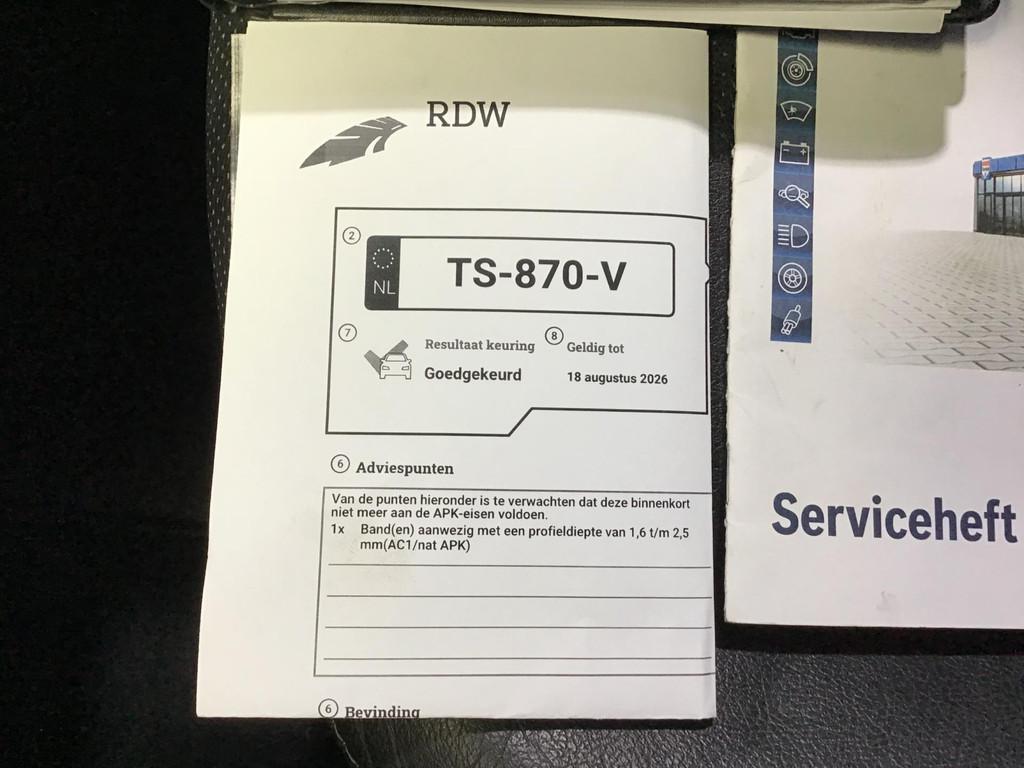 RDW
2
NL
TS-870-V
7
Resultaat keuring
8
Geldig tot
Goedgekeurd
18 augustus 2026
6 Adviespunten
Van de punten hieronder is te verwachten dat deze binnenkort
niet meer aan de APK-eisen voldoen.
1x Band(en) aanwezig met een profieldiepte van 1,6 t/m 2,5
mm(AC1/nat APK)
6 Bevinding
Serviceheft